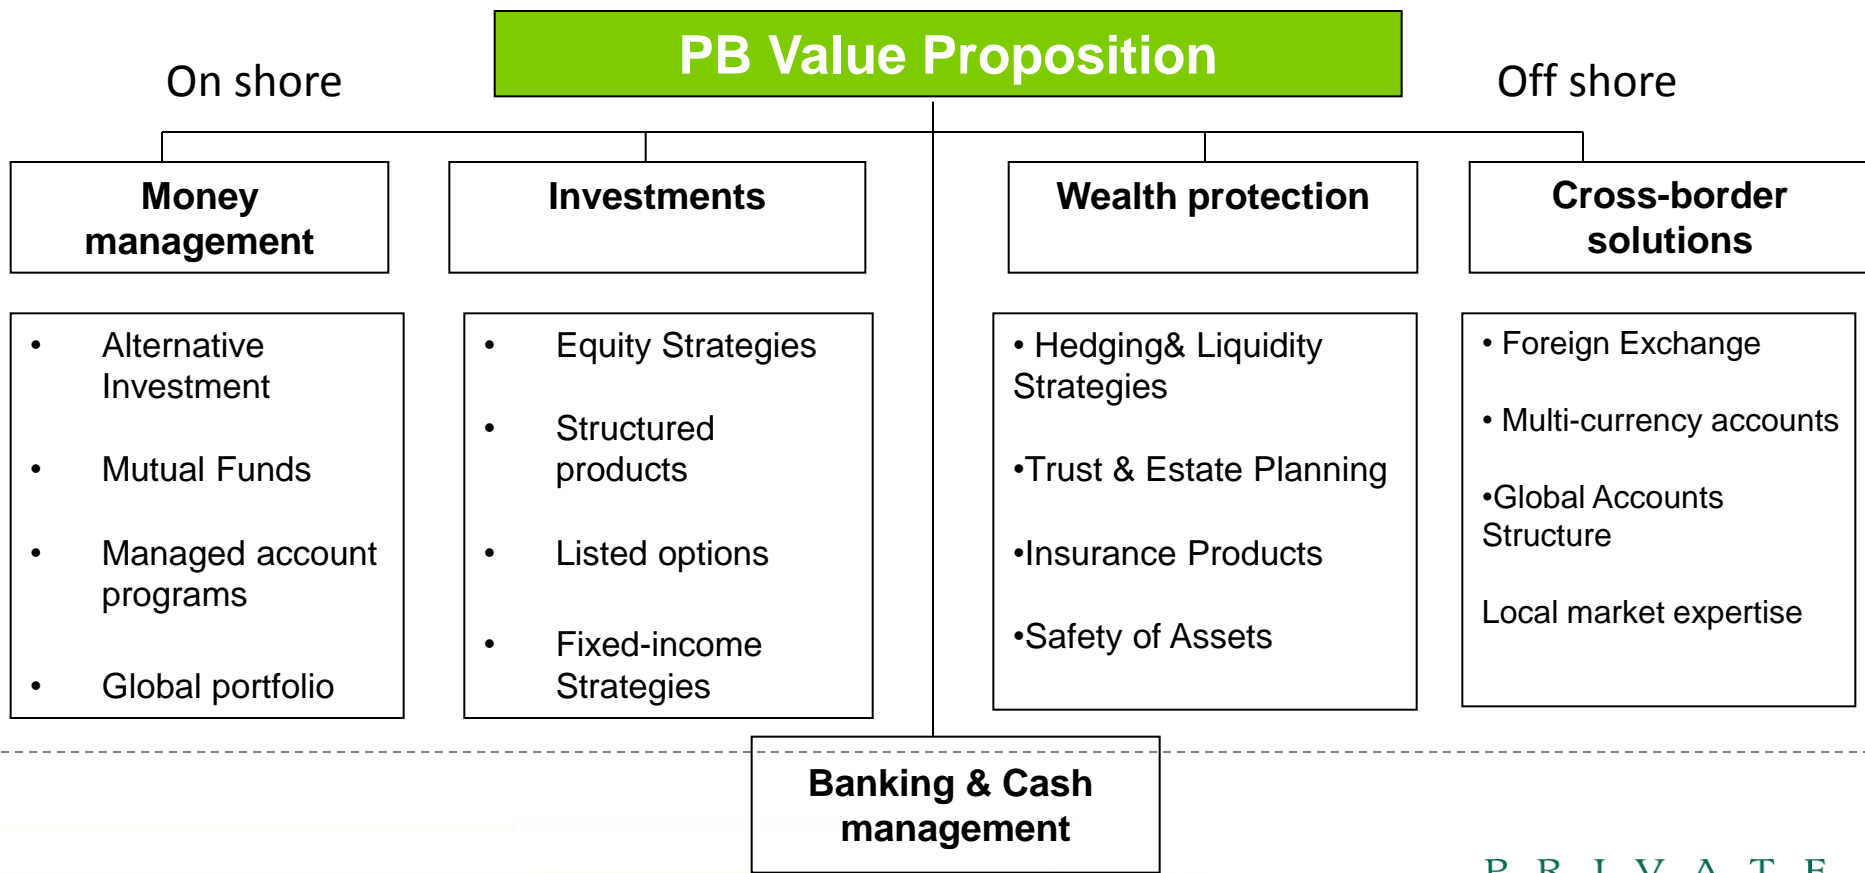 PB Value Proposition
On shore
Off shore
Money
management
Investments
Wealth protection
Cross-border
solutions
• Alternative
Investment
• Mutual Funds
• Managed account
programs
• Global portfolio
• Equity Strategies
• Structured
products
• Listed options
• Fixed-income
Strategies
• Hedging& Liquidity
Strategies
•Trust & Estate Planning
•Insurance Products
•Safety of Assets
• Foreign Exchange
• Multi-currency accounts
•Global Accounts
Structure
Local market expertise
Banking & Cash
management
PRIVATE